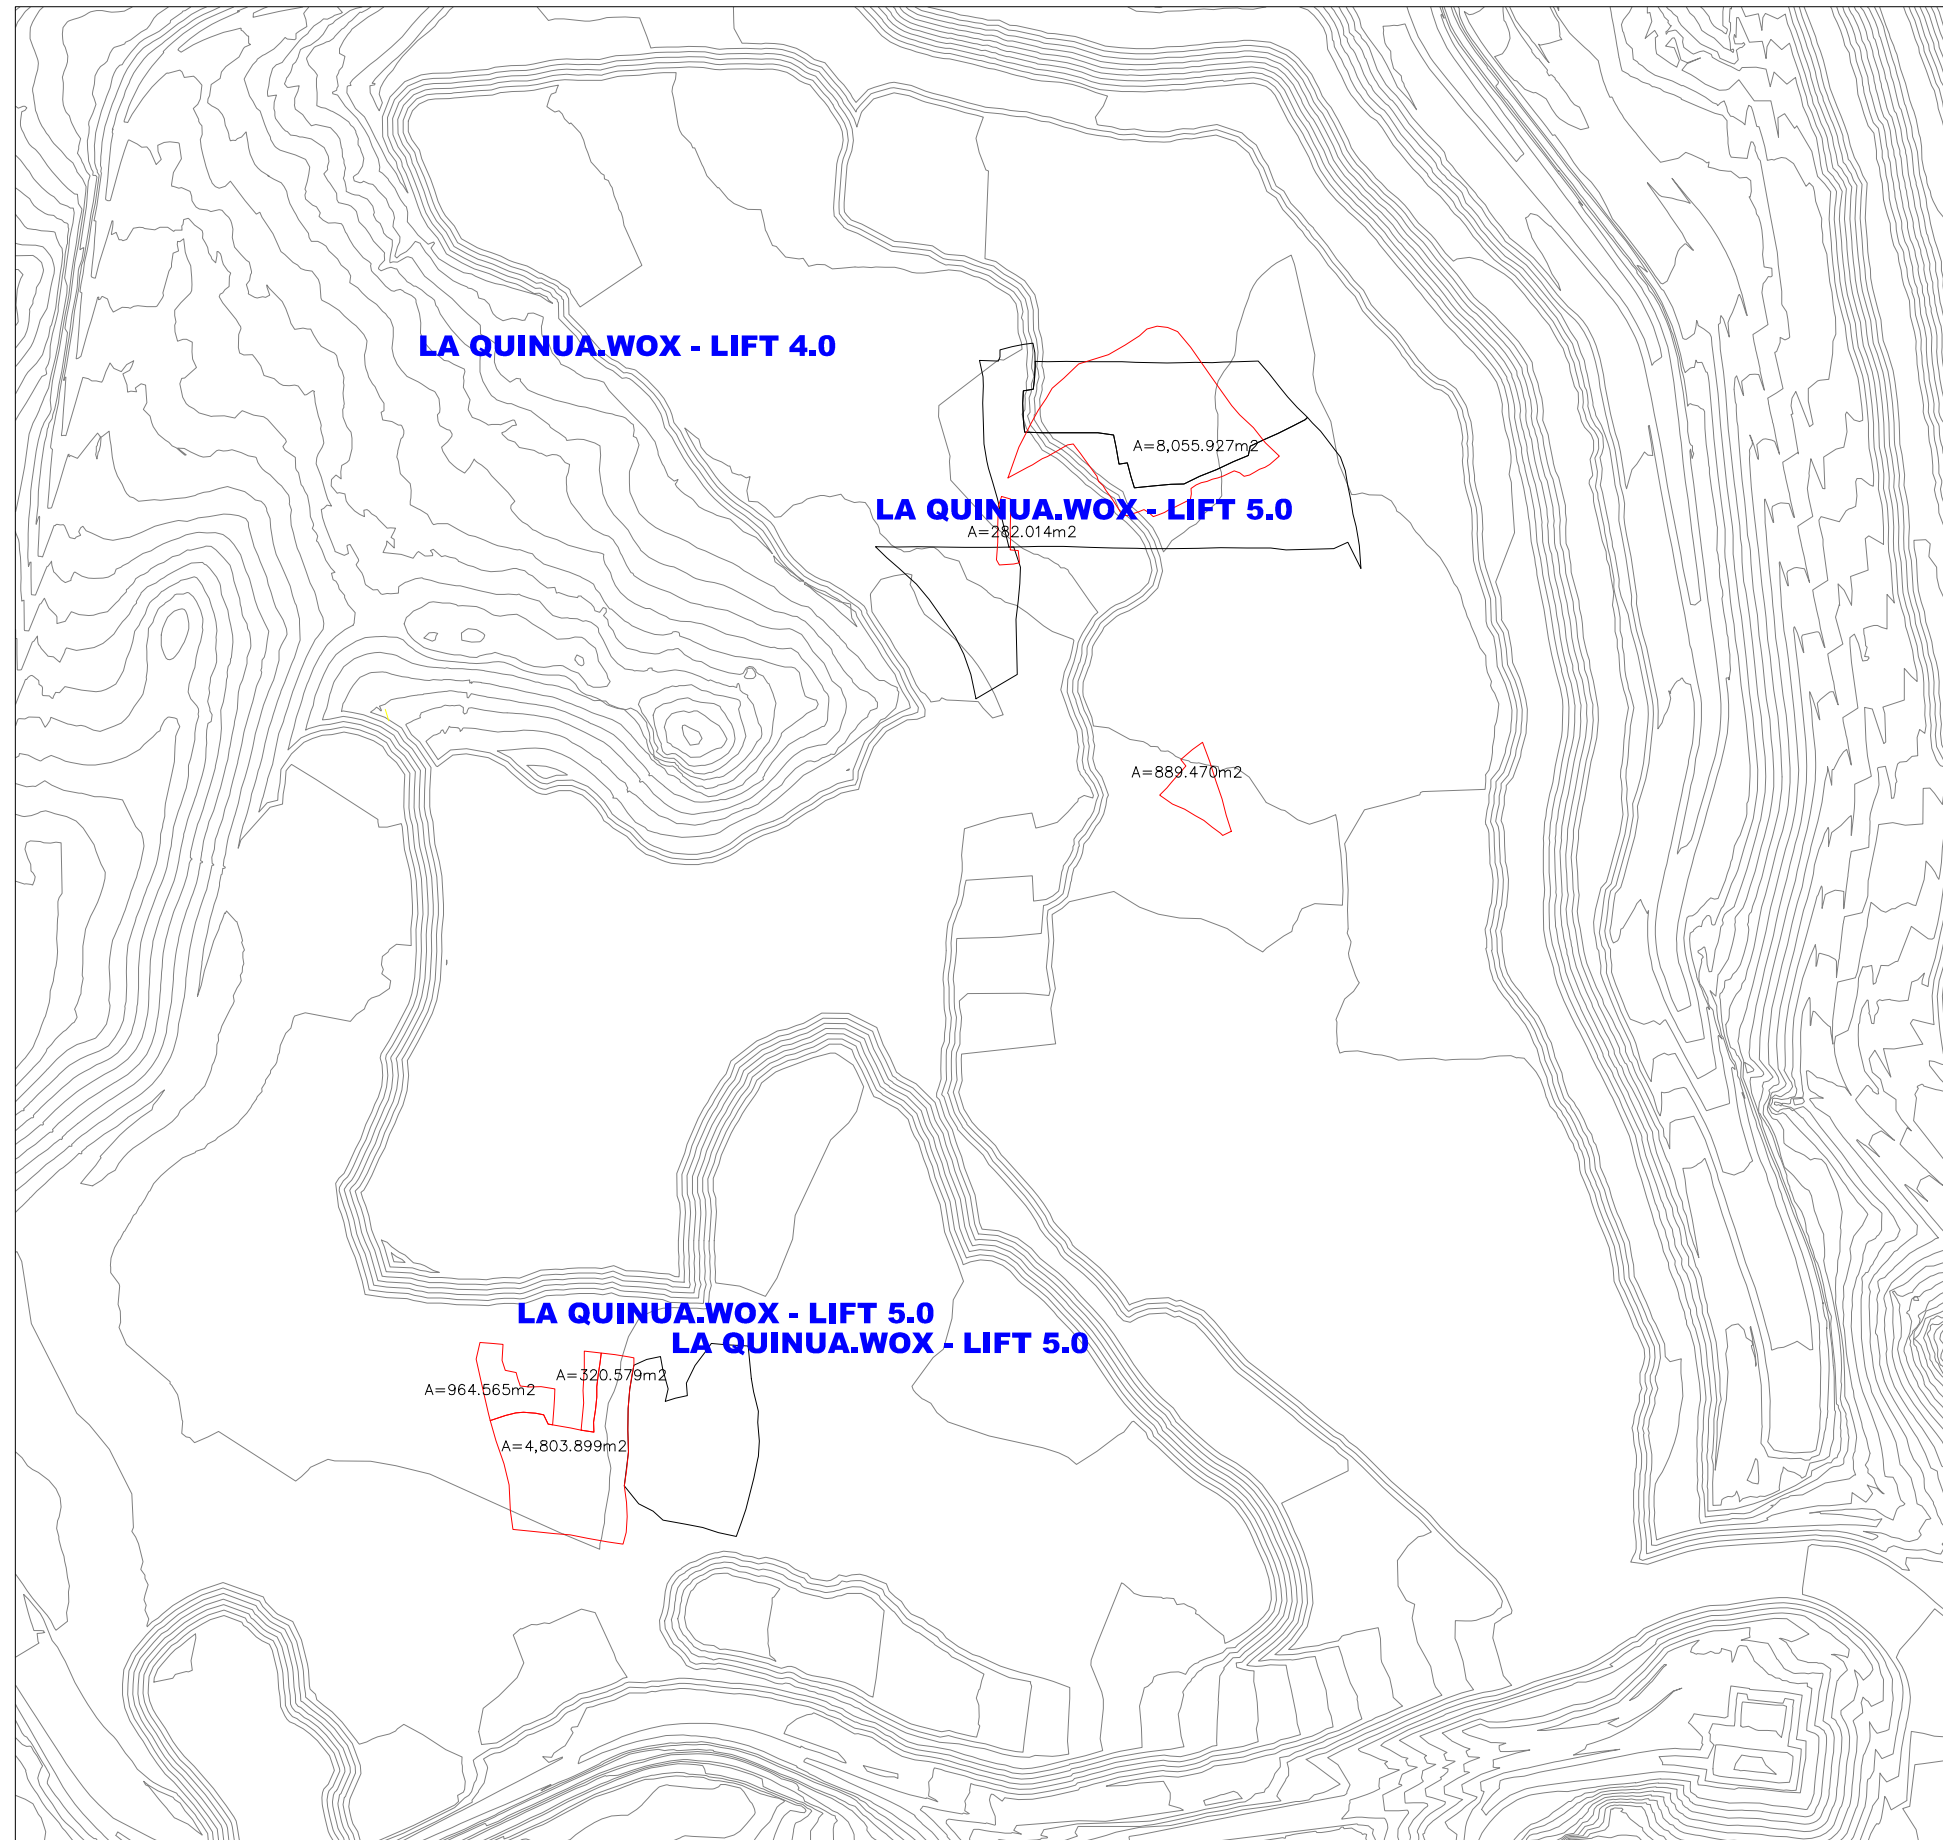 LA QUINUA.WOX - LIFT 4.0
A=8,055.927m2
LA QUINUA.WOX - LIFT 5.0
A=282.014m2
A=889.470m2
LA QUINUA.WOX - LIFT 5.0
LA QUINUA.WOX - LIFT 5.0
A=320.579m2
A=964.565m2
A=4,803.899m2